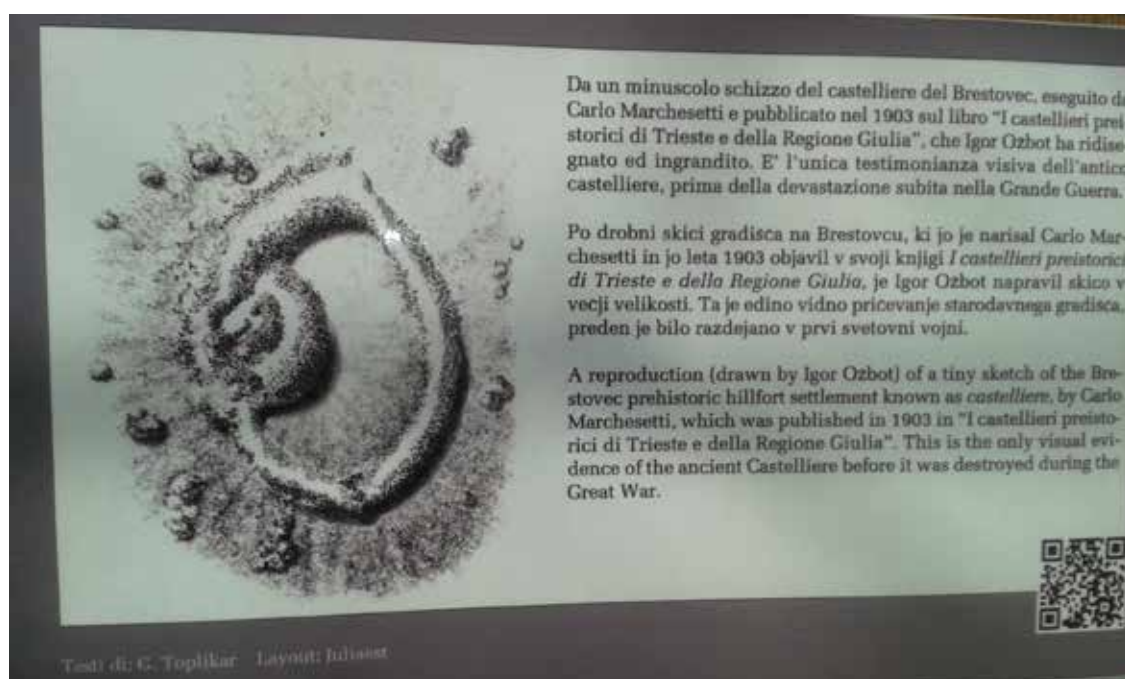 Da un minuscolo schizzo del castelliere del Brestovec, eseguito da
Carlo Marchesetti e pubblicato nel 1903 sul libro "I castellieri prei
storici di Trieste e della Regione Giulia", che Igor Ozbot ha ridise
gnato ed ingrandito. E' l'unica testimonianza visiva dell'antico
castelliere, prima della devastazione subita nella Grande Guerra.
Po drobni skici gradisca na Brestovcu, ki jo je narisal Carlo Mar-
chesetti in jo leta 1903 objavil v svoji knjigi I castellieri preistorici
di Trieste e della Regione Giulia, je Igor Ozbot napravil skico v
vecji velikosti. Ta je edino vidno pricevanje starodavnega gradisca,
preden je bilo razdejano v prvi svetovni vojni.
A reproduction (drawn by Igor Ozbot) of a tiny sketch of the Bre-
stovec prehistoric hillfort settlement known as castelliere, by Carlo
Marchesetti, which was published in 1903 in "I castellieri preisto-
rici di Trieste e della Regione Giulia". This is the only visual evi-
dence of the ancient Castelliere before it was destroyed during the
Great War.
Testi di: G. Toplikar Layout: Juliaest